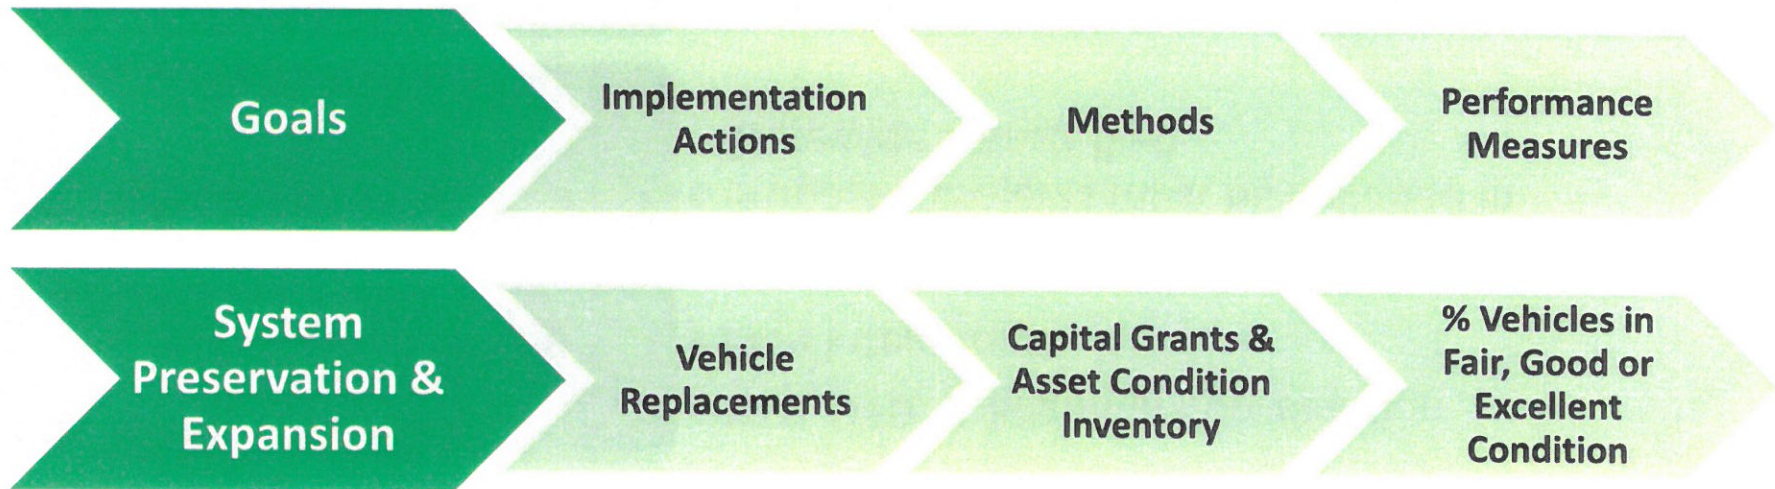 Goals
Implementation
Actions
Methods
Performance
Measures
System
Preservation &
Expansion
Vehicle
Replacements
Capital Grants &
Asset Condition
Inventory
% Vehicles in
Fair, Good or
Excellent
Condition